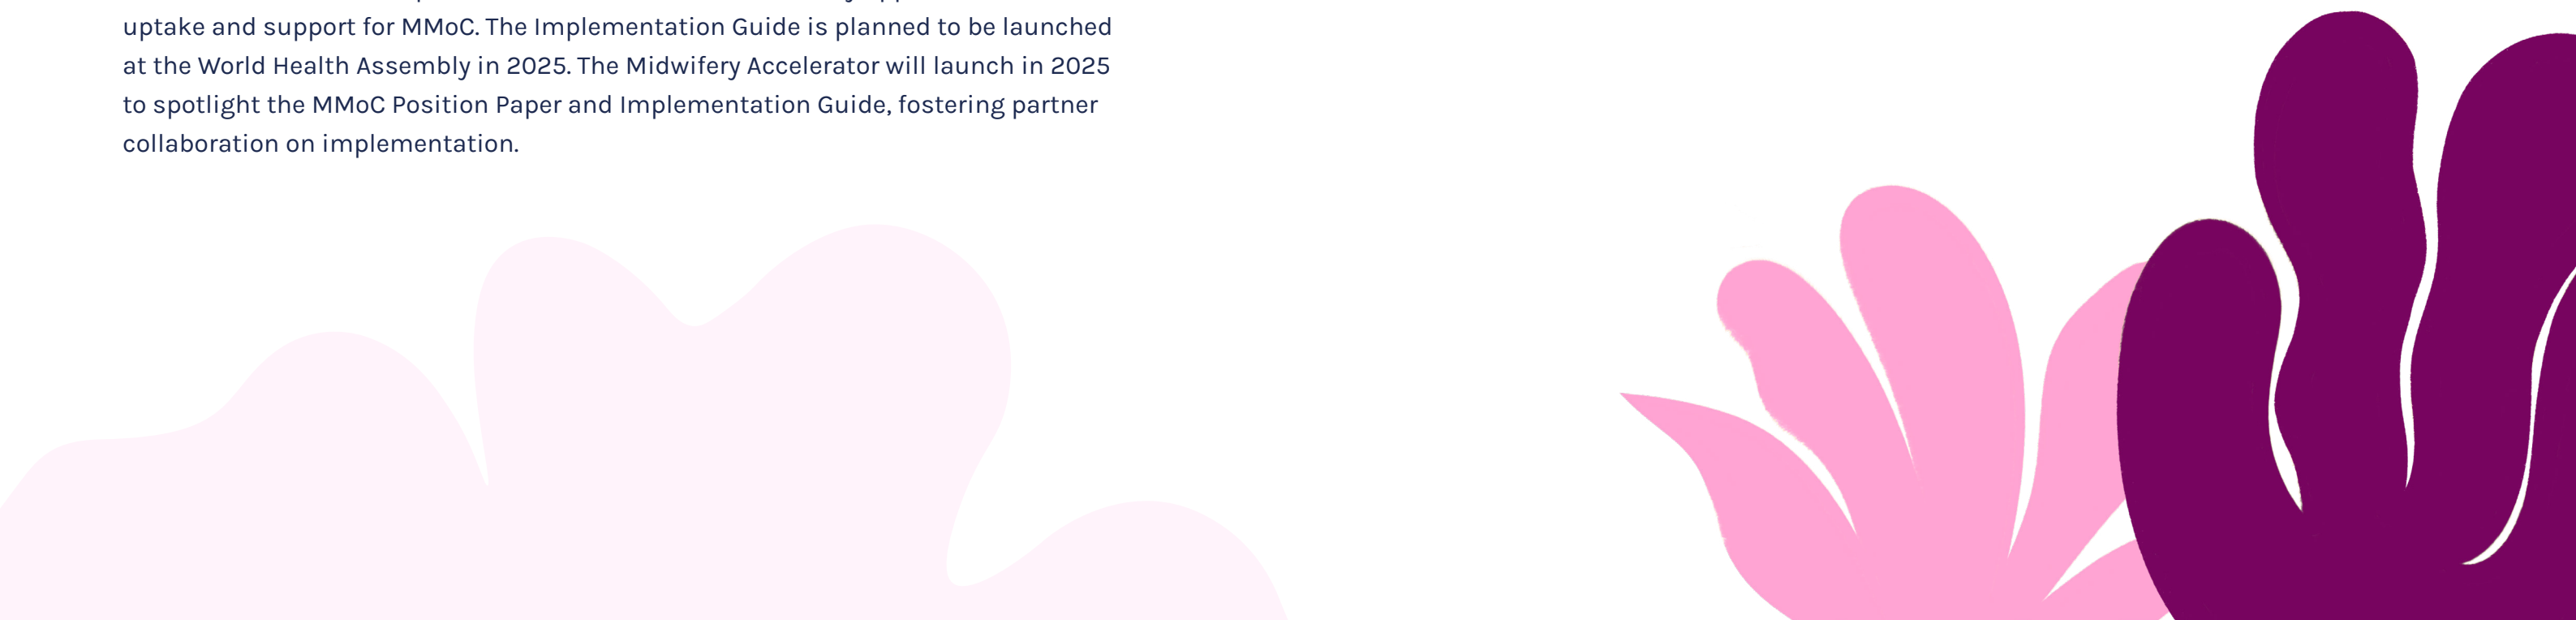 uptake and support for MMoC. The Implementation Guide is planned to be launched
at the World Health Assembly in 2025. The Midwifery Accelerator will launch in 2025
to spotlight the MMoC Position Paper and Implementation Guide, fostering partner
collaboration on implementation.